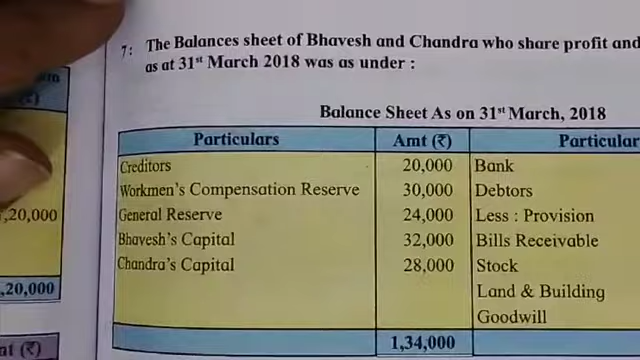 7: The Balances sheet of Bhavesh and Chandra who share profit and
as at 31st March 2018 was as under :
Balance Sheet As on 31st March, 2018
Particulars Amt (₹) Particular
Creditors 20,000 Bank
Workmen's Compensation Reserve 30,000 Debtors
General Reserve 24,000 Less : Provision
Bhavesh's Capital 32,000 Bills Receivable
Chandra's Capital 28,000 Stock
Land & Building
Goodwill
1,34,000
,20,000
,20,000
nt (₹)